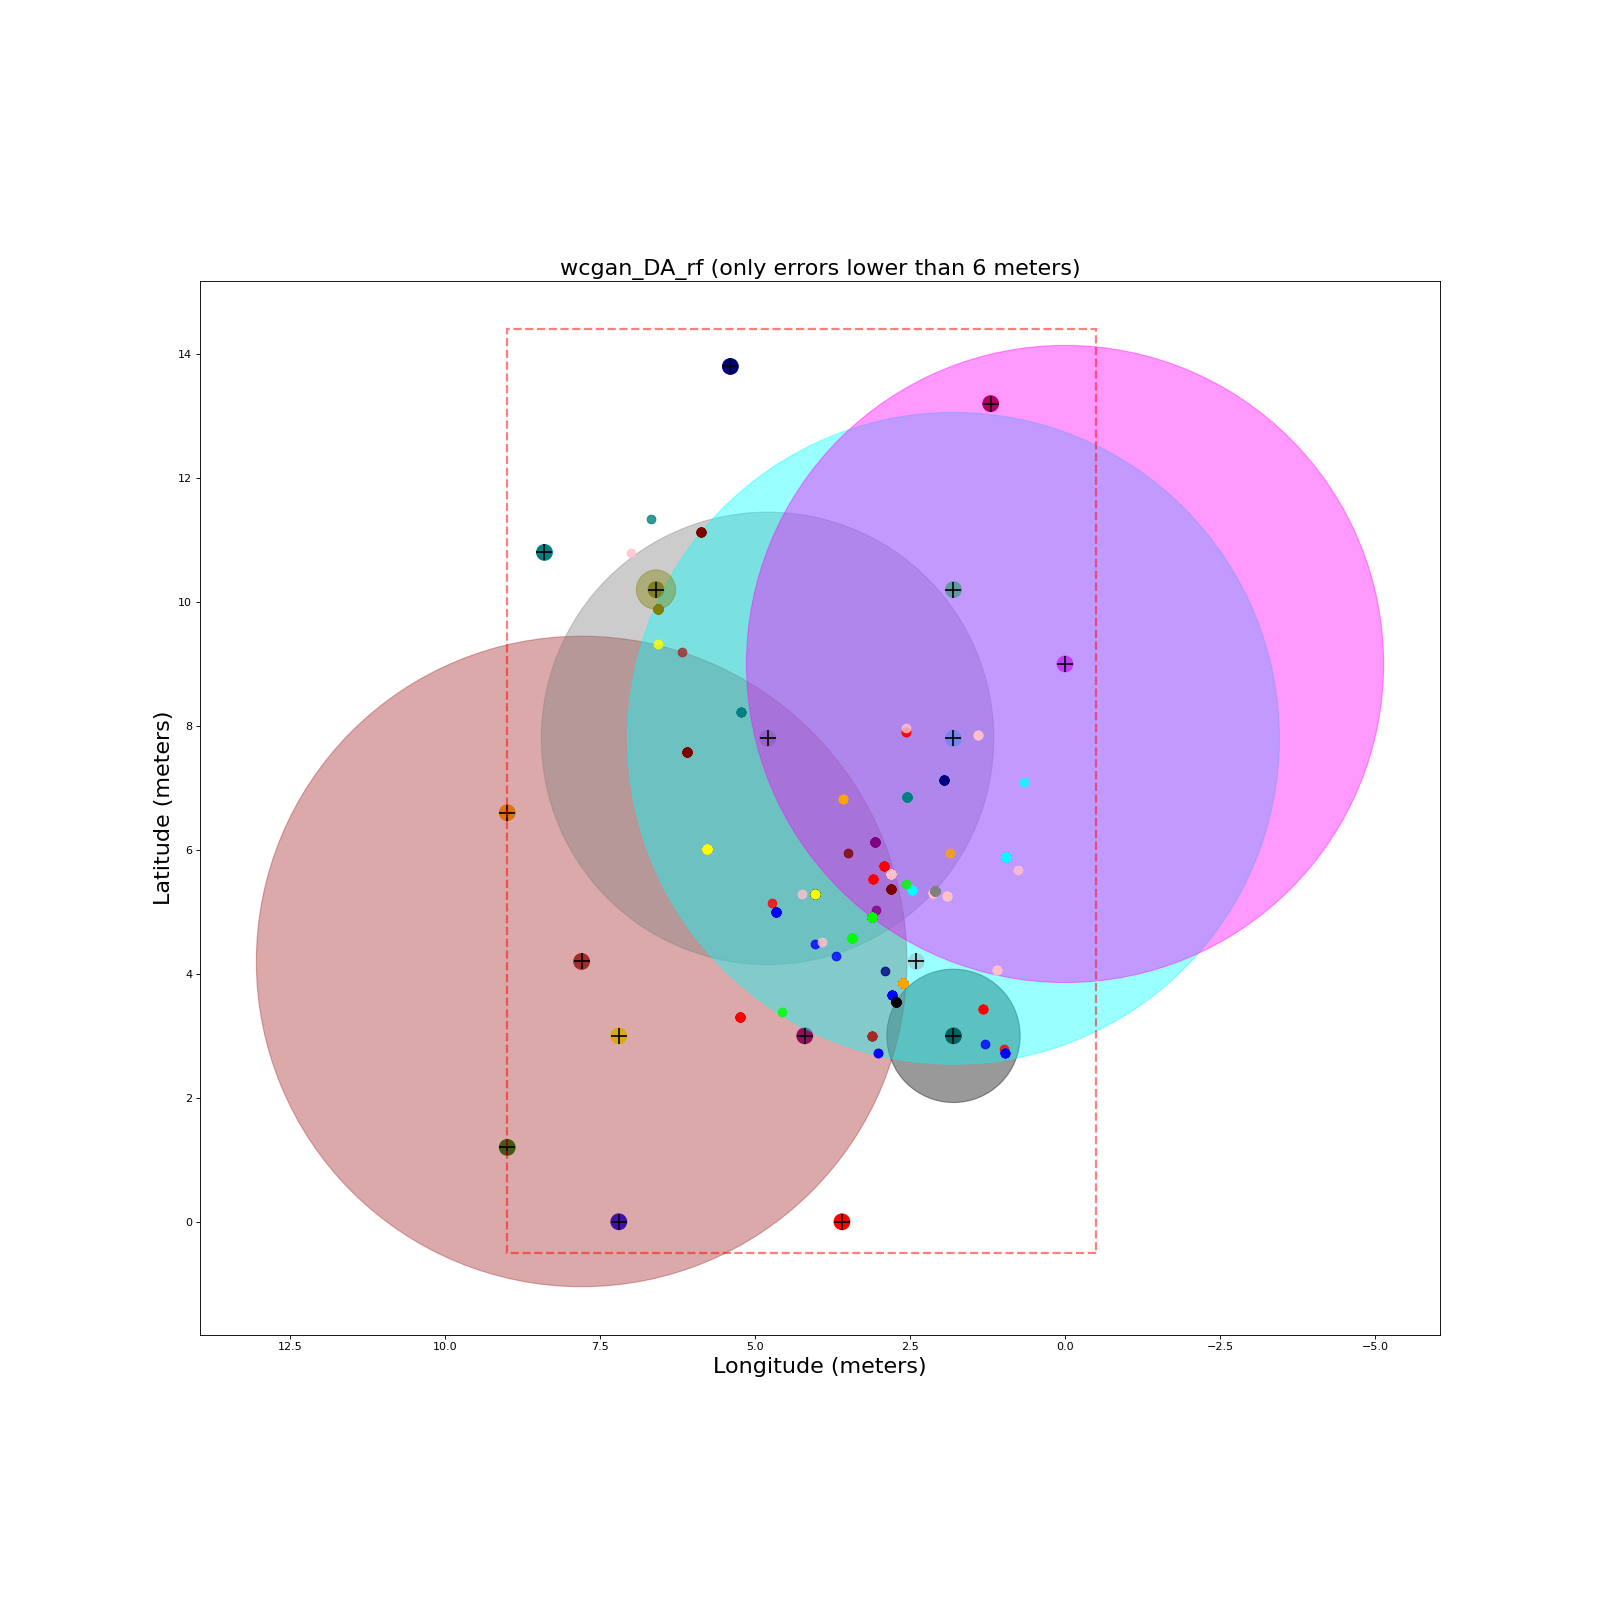 wcgan_DA_rf (only errors lower than 6 meters)
14
12
10
8
6
4
2
0
Latitude (meters)
12.5 10.0 7.5 5.0 2.5 0.0 −2.5 −5.0
Longitude (meters)